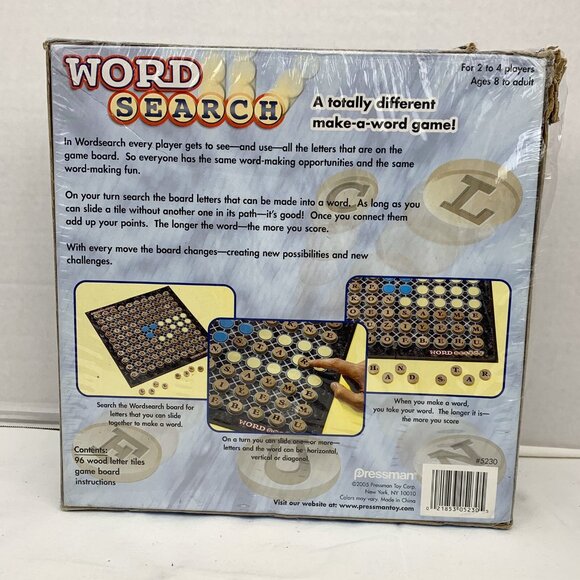 WORD
SEARCH
For 2 to 4 players
Ages 8 to adult
A totally different
make-a-word game!
In Wordsearch every player gets to see—and use—all the letters that are on the
game board. So everyone has the same word-making opportunities and the same
word-making fun.
On your turn search the board letters that can be made into a word. As long as you
can slide a tile without another one in its path—it's good! Once you connect them
add up your points. The longer the word—the more you score.
With every move the board changes—creating new possibilities and new
challenges.
Search the Wordsearch board for
letters that you can slide
together to make a word.
On a turn you can slide one or more—
letters and the word can be horizontal,
vertical or diagonal.
H A N D S T A R
When you make a word,
you take your word. The longer it is—
the more you score
Contents:
96 wood letter tiles
game board
instructions
Pressman
©2005 Pressman Toy Corp.
New York, NY 10010
Colors may vary. Made in China
Visit our website at: www.pressmantoy.com
#5230
0 21853 05230 5